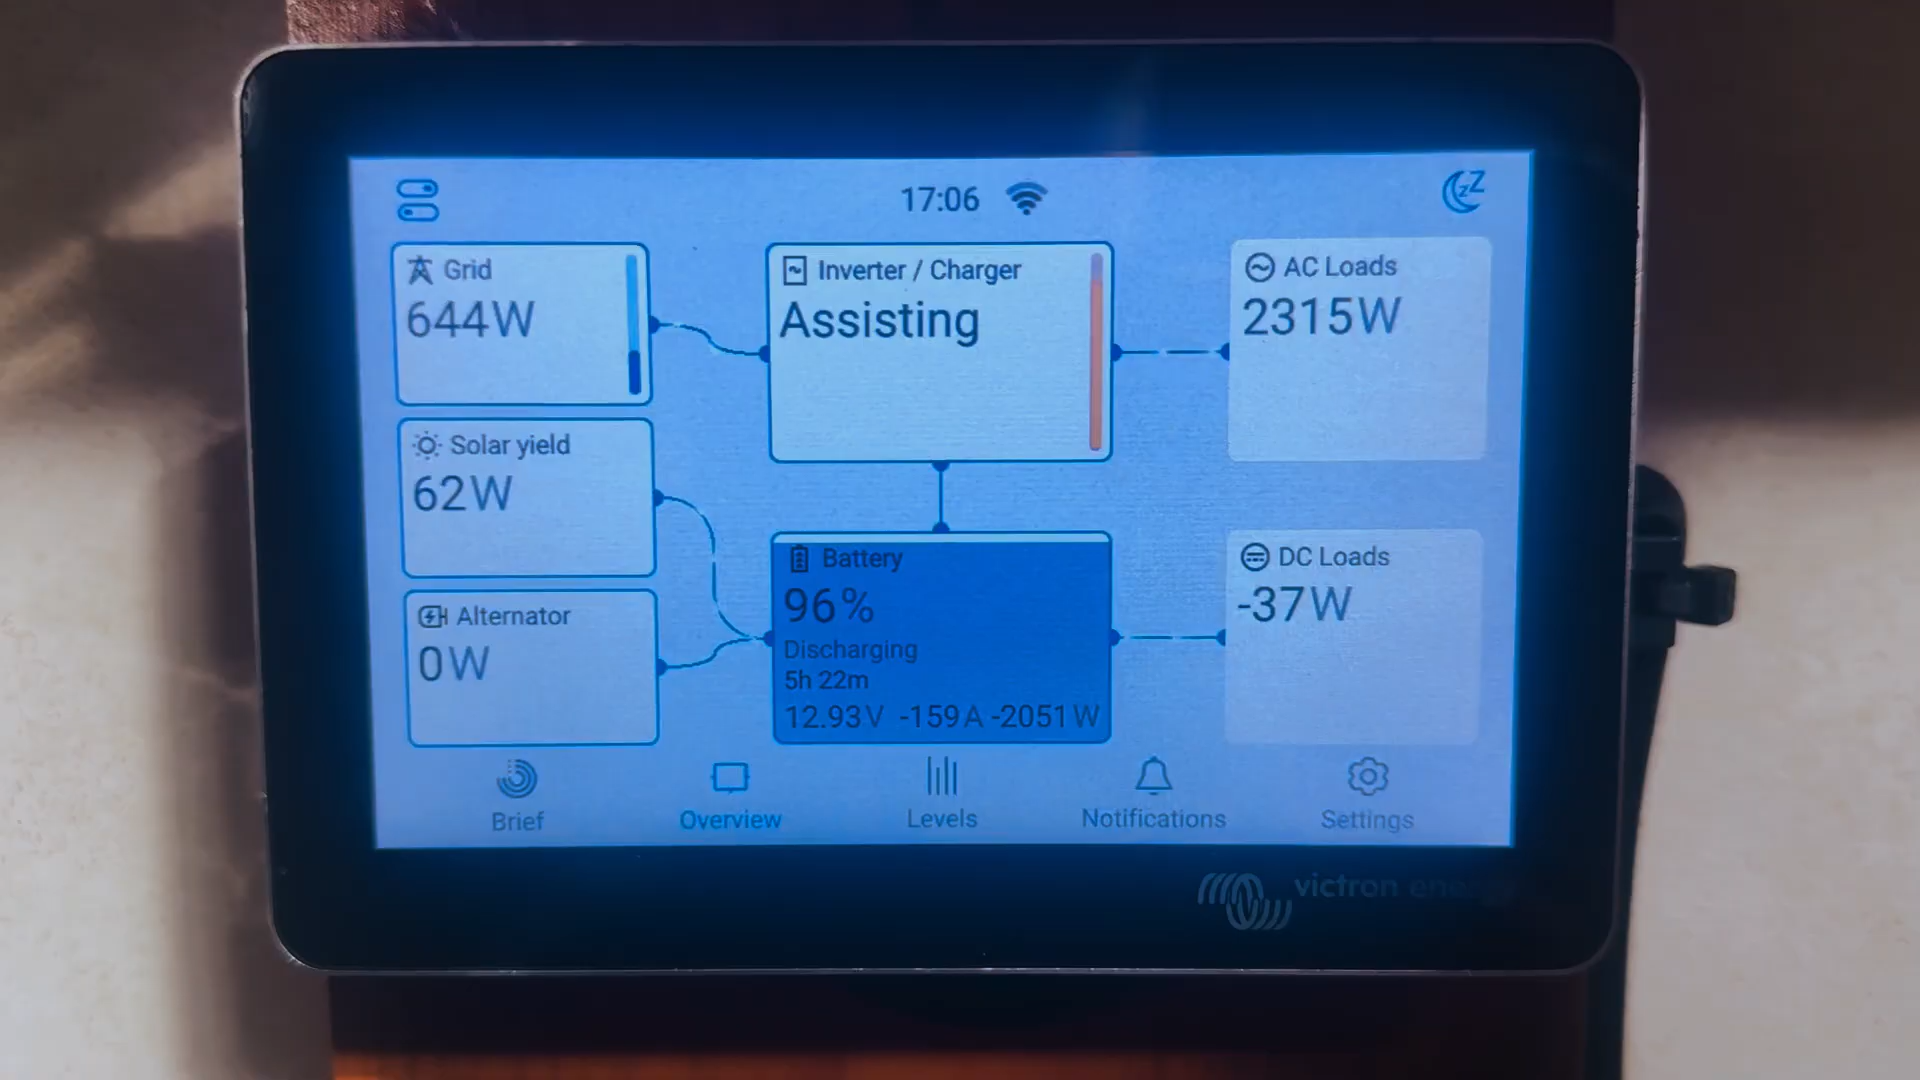 17:06
Grid
644W
Inverter / Charger
Assisting
AC Loads
2315W
Solar yield
62W
Alternator
0W
Battery
96%
Discharging
5h 22m
12.93V -159A -2051W
DC Loads
-37W
Brief
Overview
Levels
Notifications
Settings
victron energy